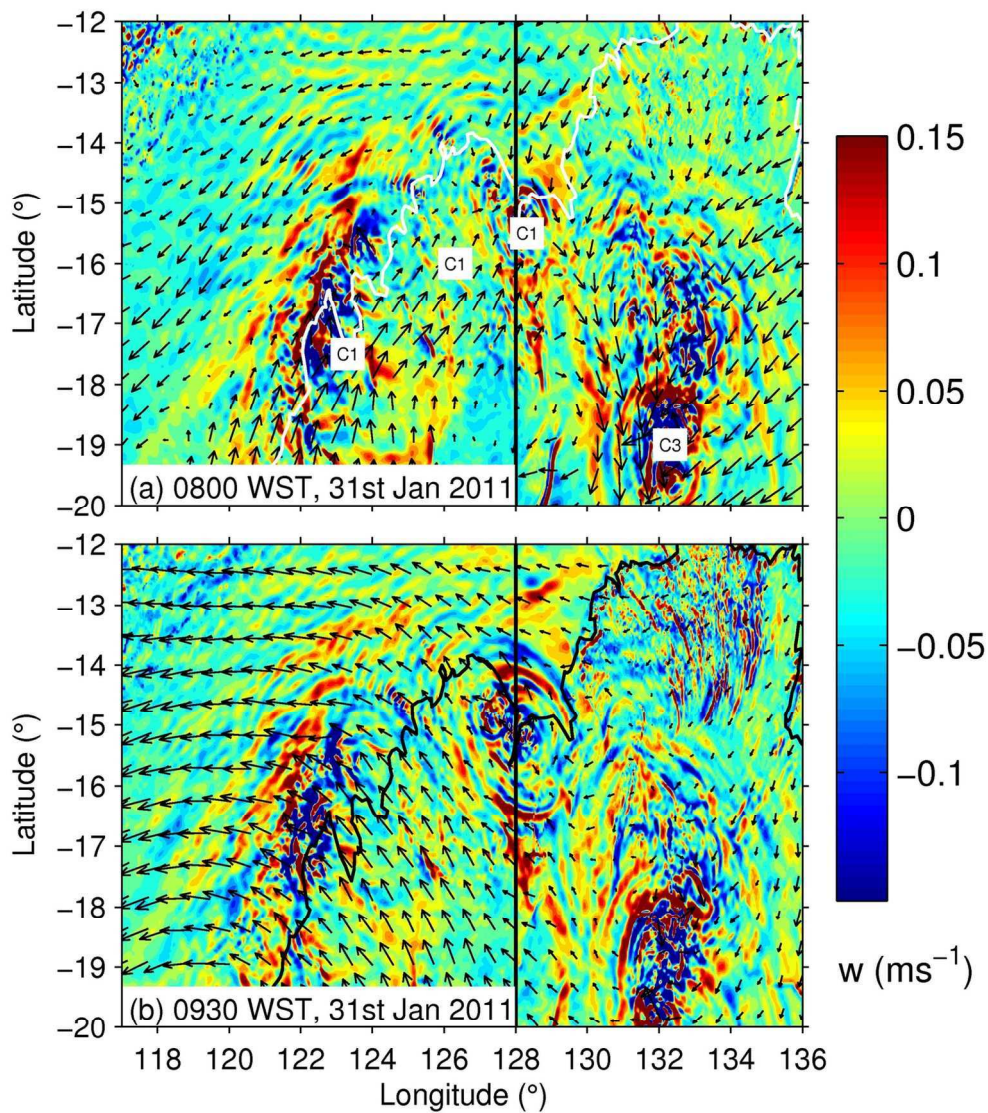 −12
−13
−14
−15
−16
−17
−18
−19
−20
Latitude (°)
C1
C1
C1
C3
(a) 0800 WST, 31st Jan 2011
−12
−13
−14
−15
−16
−17
−18
−19
−20
Latitude (°)
(b) 0930 WST, 31st Jan 2011
118 120 122 124 126 128 130 132 134 136
Longitude (°)
0.15
0.1
0.05
0
−0.05
−0.1
w (ms⁻¹)